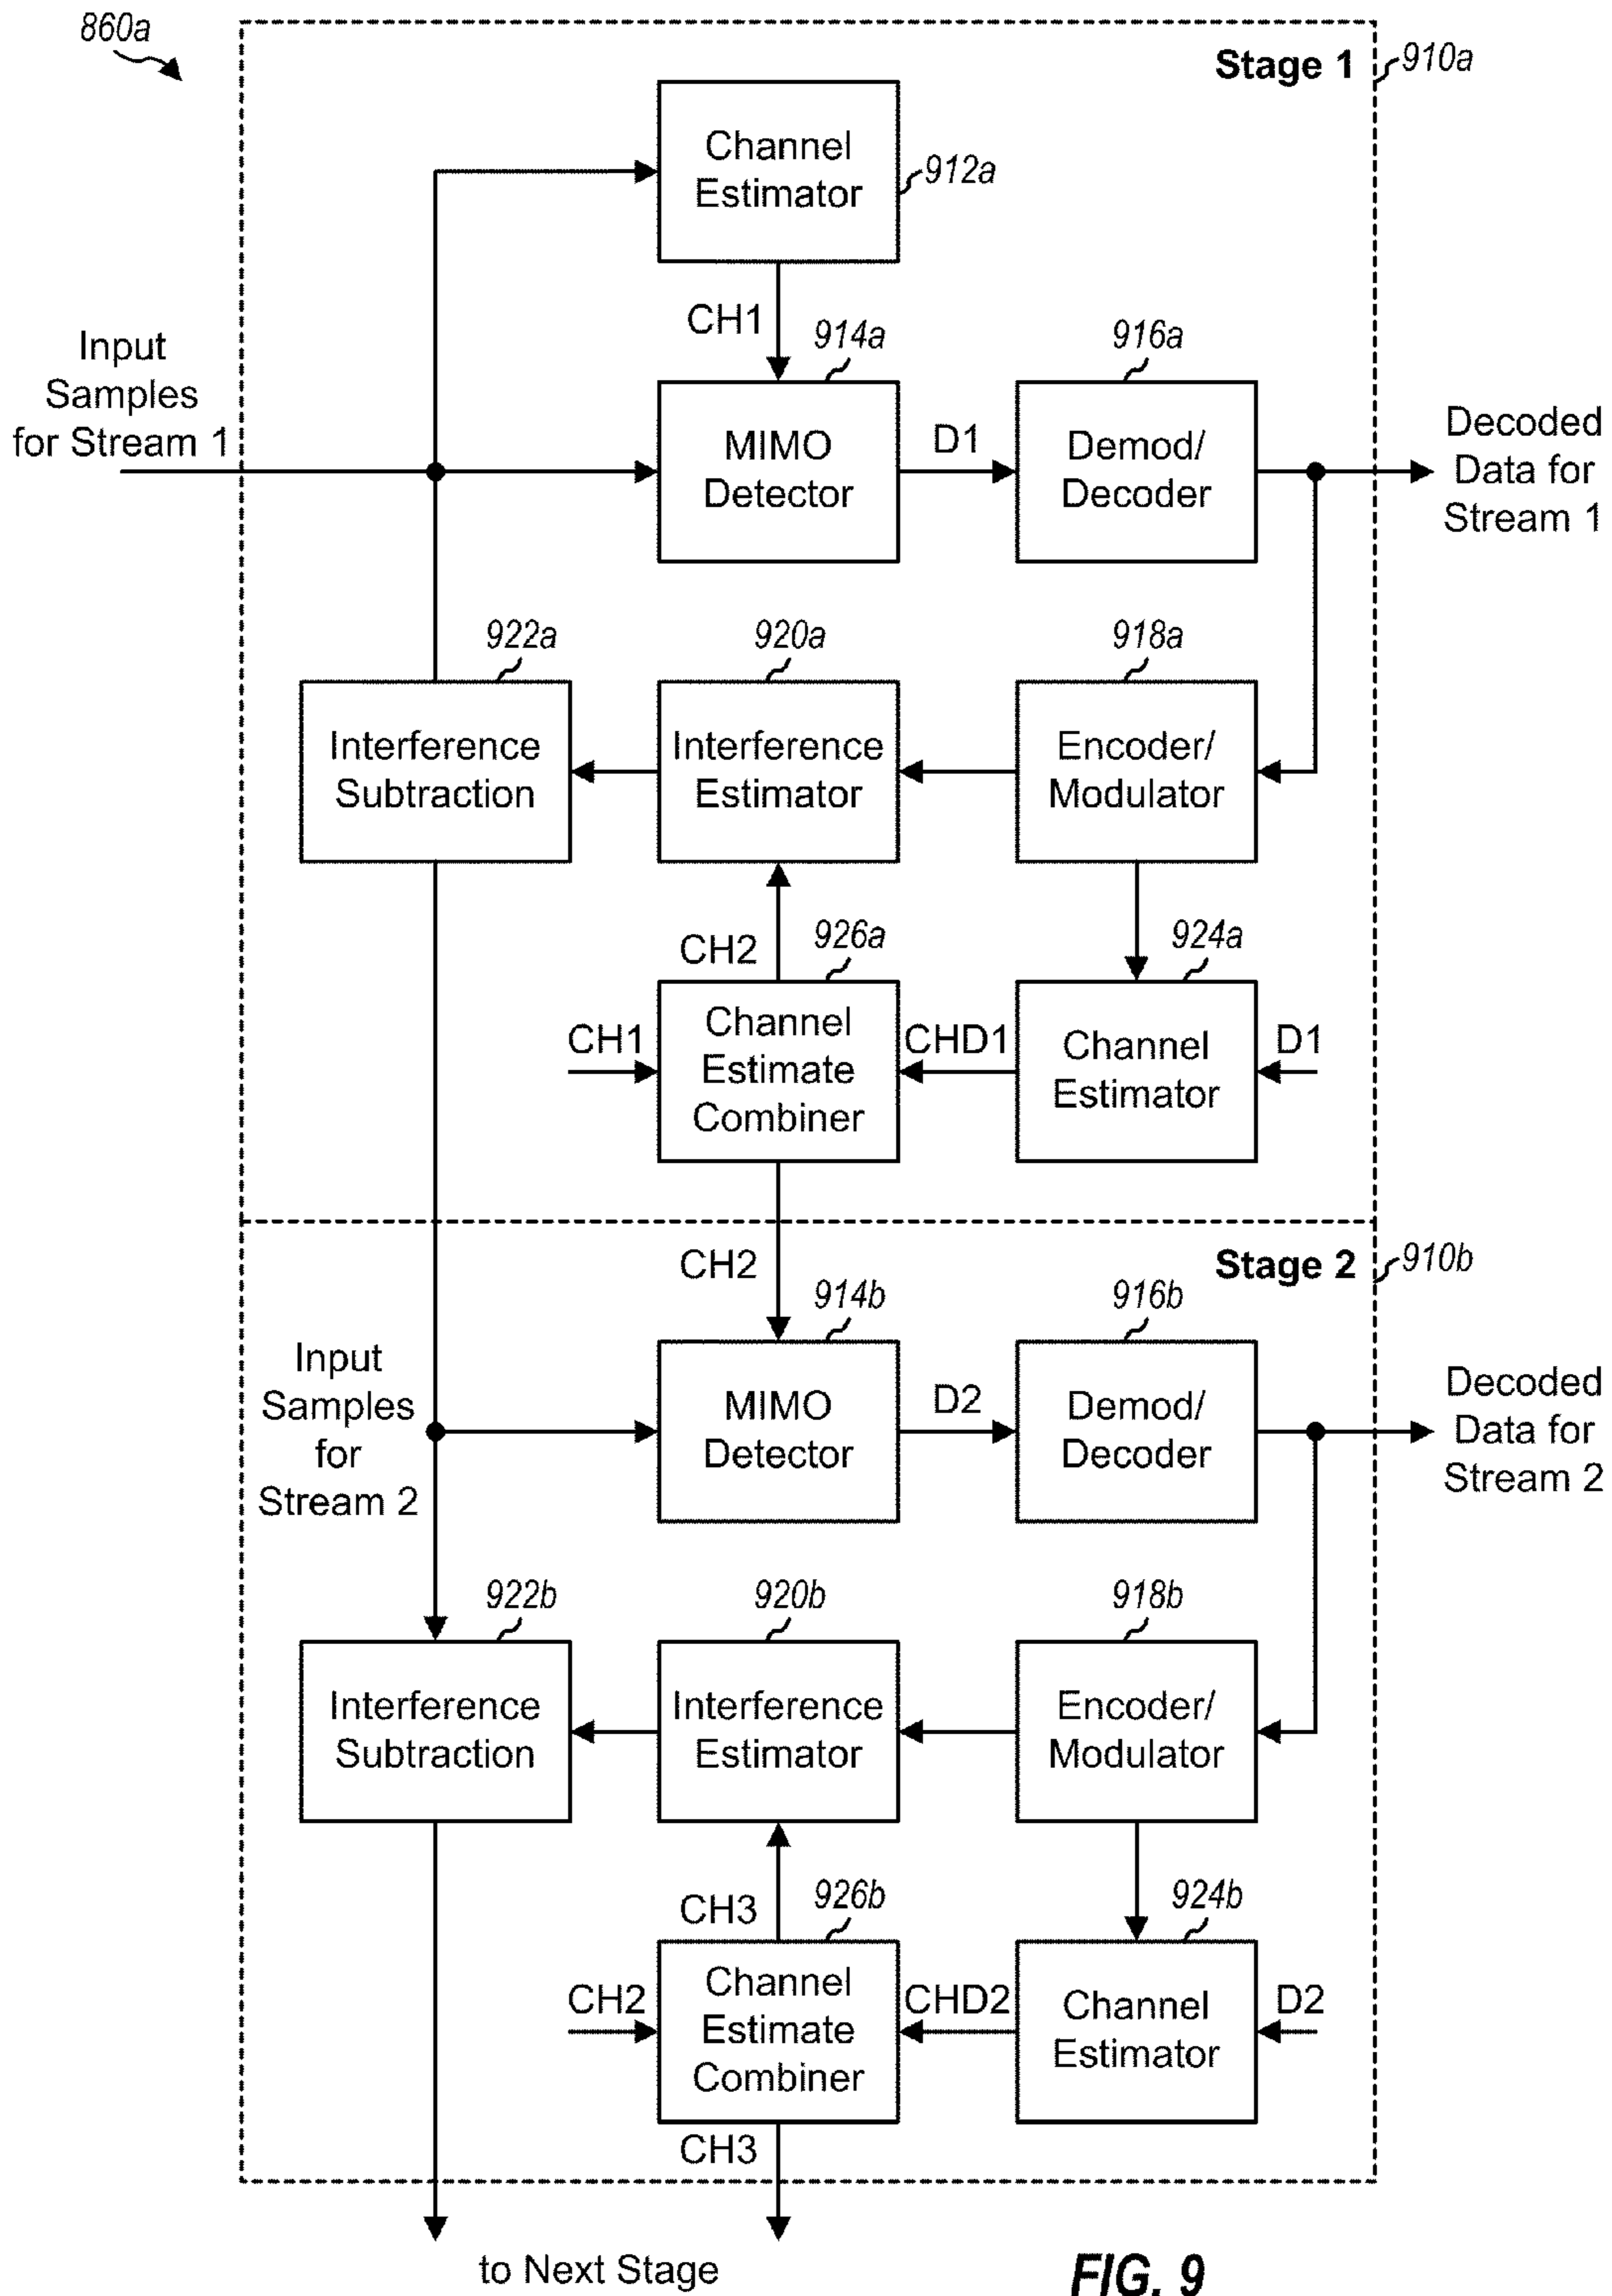 860a
Stage 1
910a
Channel
Estimator
912a
CH1
914a
916a
Input
Samples
for Stream 1
MIMO
Detector
D1
Demod/
Decoder
Decoded
Data for
Stream 1
922a
920a
918a
Interference
Subtraction
Interference
Estimator
Encoder/
Modulator
CH2
926a
924a
CH1
Channel
Estimate
Combiner
CHD1
Channel
Estimator
D1
CH2
Stage 2
910b
914b
916b
Input
Samples
for
Stream 2
MIMO
Detector
D2
Demod/
Decoder
Decoded
Data for
Stream 2
922b
920b
918b
Interference
Subtraction
Interference
Estimator
Encoder/
Modulator
CH3
926b
924b
CH2
Channel
Estimate
Combiner
CHD2
Channel
Estimator
D2
CH3
to Next Stage
FIG. 9